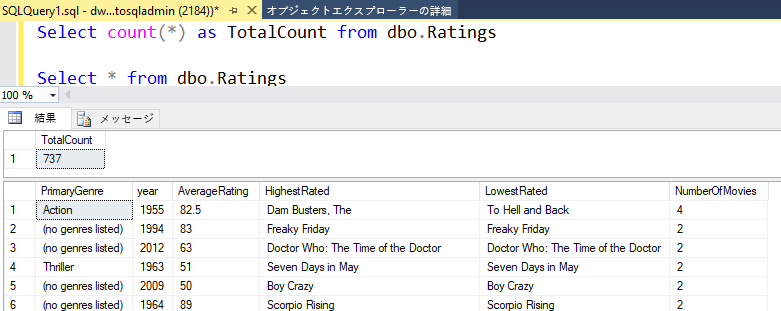 SQLQuery1.sql - dw...tosqladmin (2184))* オブジェクトエクスプローラーの詳細
Select count(*) as TotalCount from dbo.Ratings
Select * from dbo.Ratings
100 %
結果 メッセージ
TotalCount
1 737
PrimaryGenre year AverageRating HighestRated LowestRated NumberOfMovies
1 Action 1955 82.5 Dam Busters, The To Hell and Back 4
2 (no genres listed) 1994 83 Freaky Friday Freaky Friday 2
3 (no genres listed) 2012 63 Doctor Who: The Time of the Doctor Doctor Who: The Time of the Doctor 2
4 Thriller 1963 51 Seven Days in May Seven Days in May 2
5 (no genres listed) 2009 50 Boy Crazy Boy Crazy 2
6 (no genres listed) 1964 89 Scorpio Rising Scorpio Rising 2